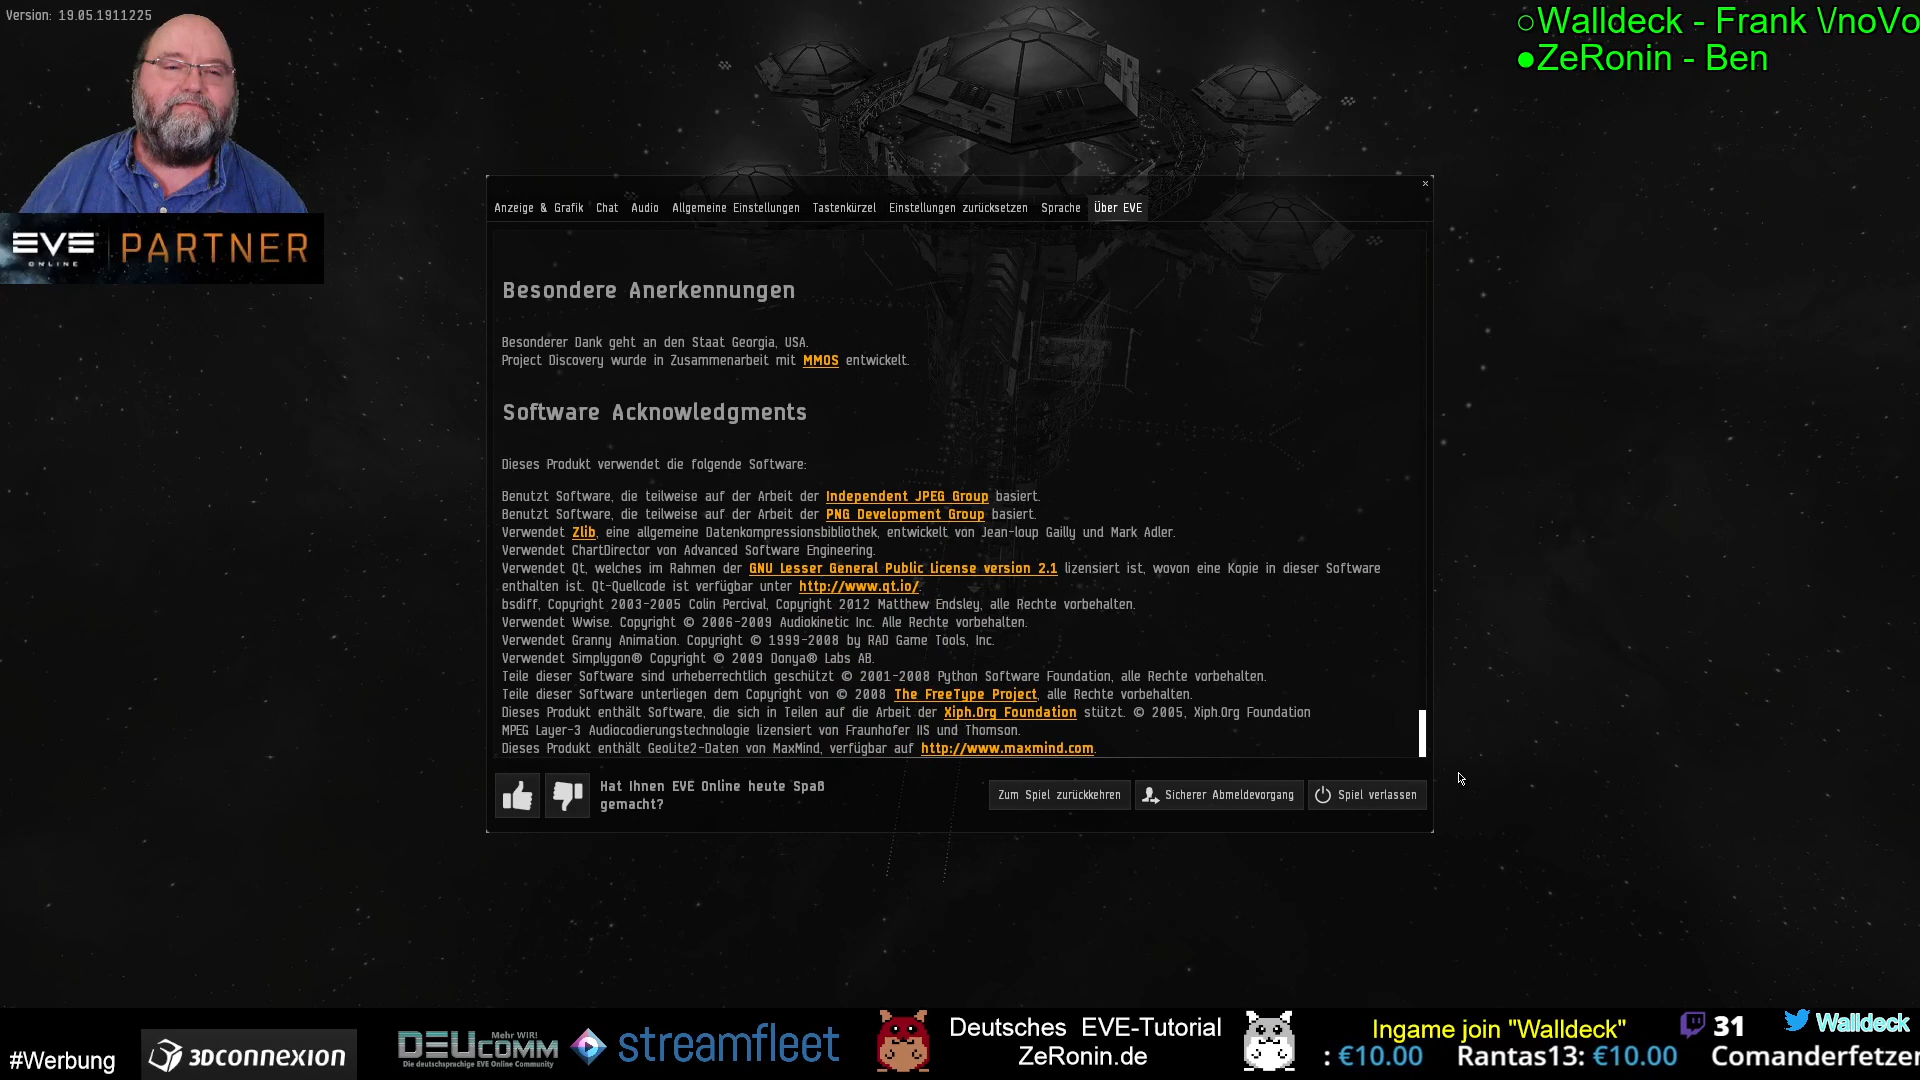 Version: 19.05.1911225
○Walldeck - Frank \/noVo
●ZeRonin - Ben
EVE ONLINE | PARTNER
Anzeige & Grafik Chat Audio Allgemeine Einstellungen Tastenkürzel Einstellungen zurücksetzen Sprache Über EVE
Besondere Anerkennungen
Besonderer Dank geht an den Staat Georgia, USA.
Project Discovery wurde in Zusammenarbeit mit MMOS entwickelt.
Software Acknowledgments
Dieses Produkt verwendet die folgende Software:
Benutzt Software, die teilweise auf der Arbeit der Independent JPEG Group basiert.
Benutzt Software, die teilweise auf der Arbeit der PNG Development Group basiert.
Verwendet Zlib, eine allgemeine Datenkompressionsbibliothek, entwickelt von Jean-loup Gailly und Mark Adler.
Verwendet ChartDirector von Advanced Software Engineering.
Verwendet Qt, welches im Rahmen der GNU Lesser General Public License version 2.1 lizensiert ist, wovon eine Kopie in dieser Software
enthalten ist. Qt-Quellcode ist verfügbar unter http://www.qt.io/.
bsdiff, Copyright 2003-2005 Colin Percival, Copyright 2012 Matthew Endsley, alle Rechte vorbehalten.
Verwendet Wwise. Copyright © 2006-2009 Audiokinetic Inc. Alle Rechte vorbehalten.
Verwendet Granny Animation. Copyright © 1999-2008 by RAD Game Tools, Inc.
Verwendet Simplygon® Copyright © 2009 Donya® Labs AB.
Teile dieser Software sind urheberrechtlich geschützt © 2001-2008 Python Software Foundation, alle Rechte vorbehalten.
Teile dieser Software unterliegen dem Copyright von © 2008 The FreeType Project, alle Rechte vorbehalten.
Dieses Produkt enthält Software, die sich in Teilen auf die Arbeit der Xiph.Org Foundation stützt. © 2005, Xiph.Org Foundation
MPEG Layer-3 Audiocodierungstechnologie lizensiert von Fraunhofer IIS und Thomson.
Dieses Produkt enthält GeoLite2-Daten von MaxMind, verfügbar auf http://www.maxmind.com.
Hat Ihnen EVE Online heute Spaß
gemacht?
Zum Spiel zurückkehren Sicherer Abmeldevorgang Spiel verlassen
#Werbung
3Dconnexion
Mehr WIR!
DEUcomm
Die deutschsprachige EVE Online Community
streamfleet
Deutsches EVE-Tutorial
ZeRonin.de
Ingame join "Walldeck"
31
Walldeck
: €10.00 Rantas13: €10.00 Comanderfetzer